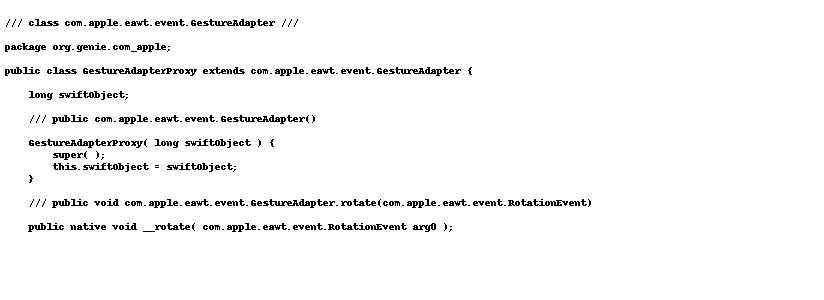 /// class com.apple.eawt.event.GestureAdapter ///
package org.genie.com_apple;
public class GestureAdapterProxy extends com.apple.eawt.event.GestureAdapter {
long swiftObject;
/// public com.apple.eawt.event.GestureAdapter()
GestureAdapterProxy( long swiftObject ) {
super( );
this.swiftObject = swiftObject;
}
/// public void com.apple.eawt.event.GestureAdapter.rotate(com.apple.eawt.event.RotationEvent)
public native void __rotate( com.apple.eawt.event.RotationEvent arg0 );